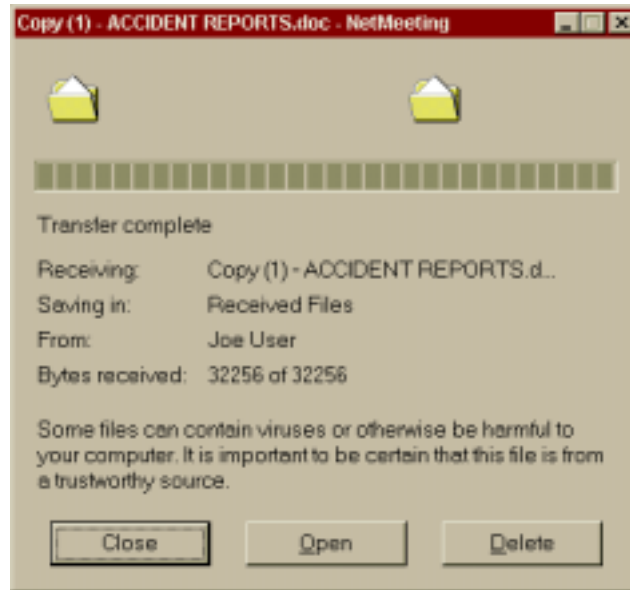 Copy (1) - ACCIDENT REPORTS.doc - NetMeeting
Transfer complete
Receiving: Copy (1) - ACCIDENT REPORTS.d...
Saving in: Received Files
From: Joe User
Bytes received: 32256 of 32256
Some files can contain viruses or otherwise be harmful to
your computer. It is important to be certain that this file is from
a trustworthy source.
Close Open Delete